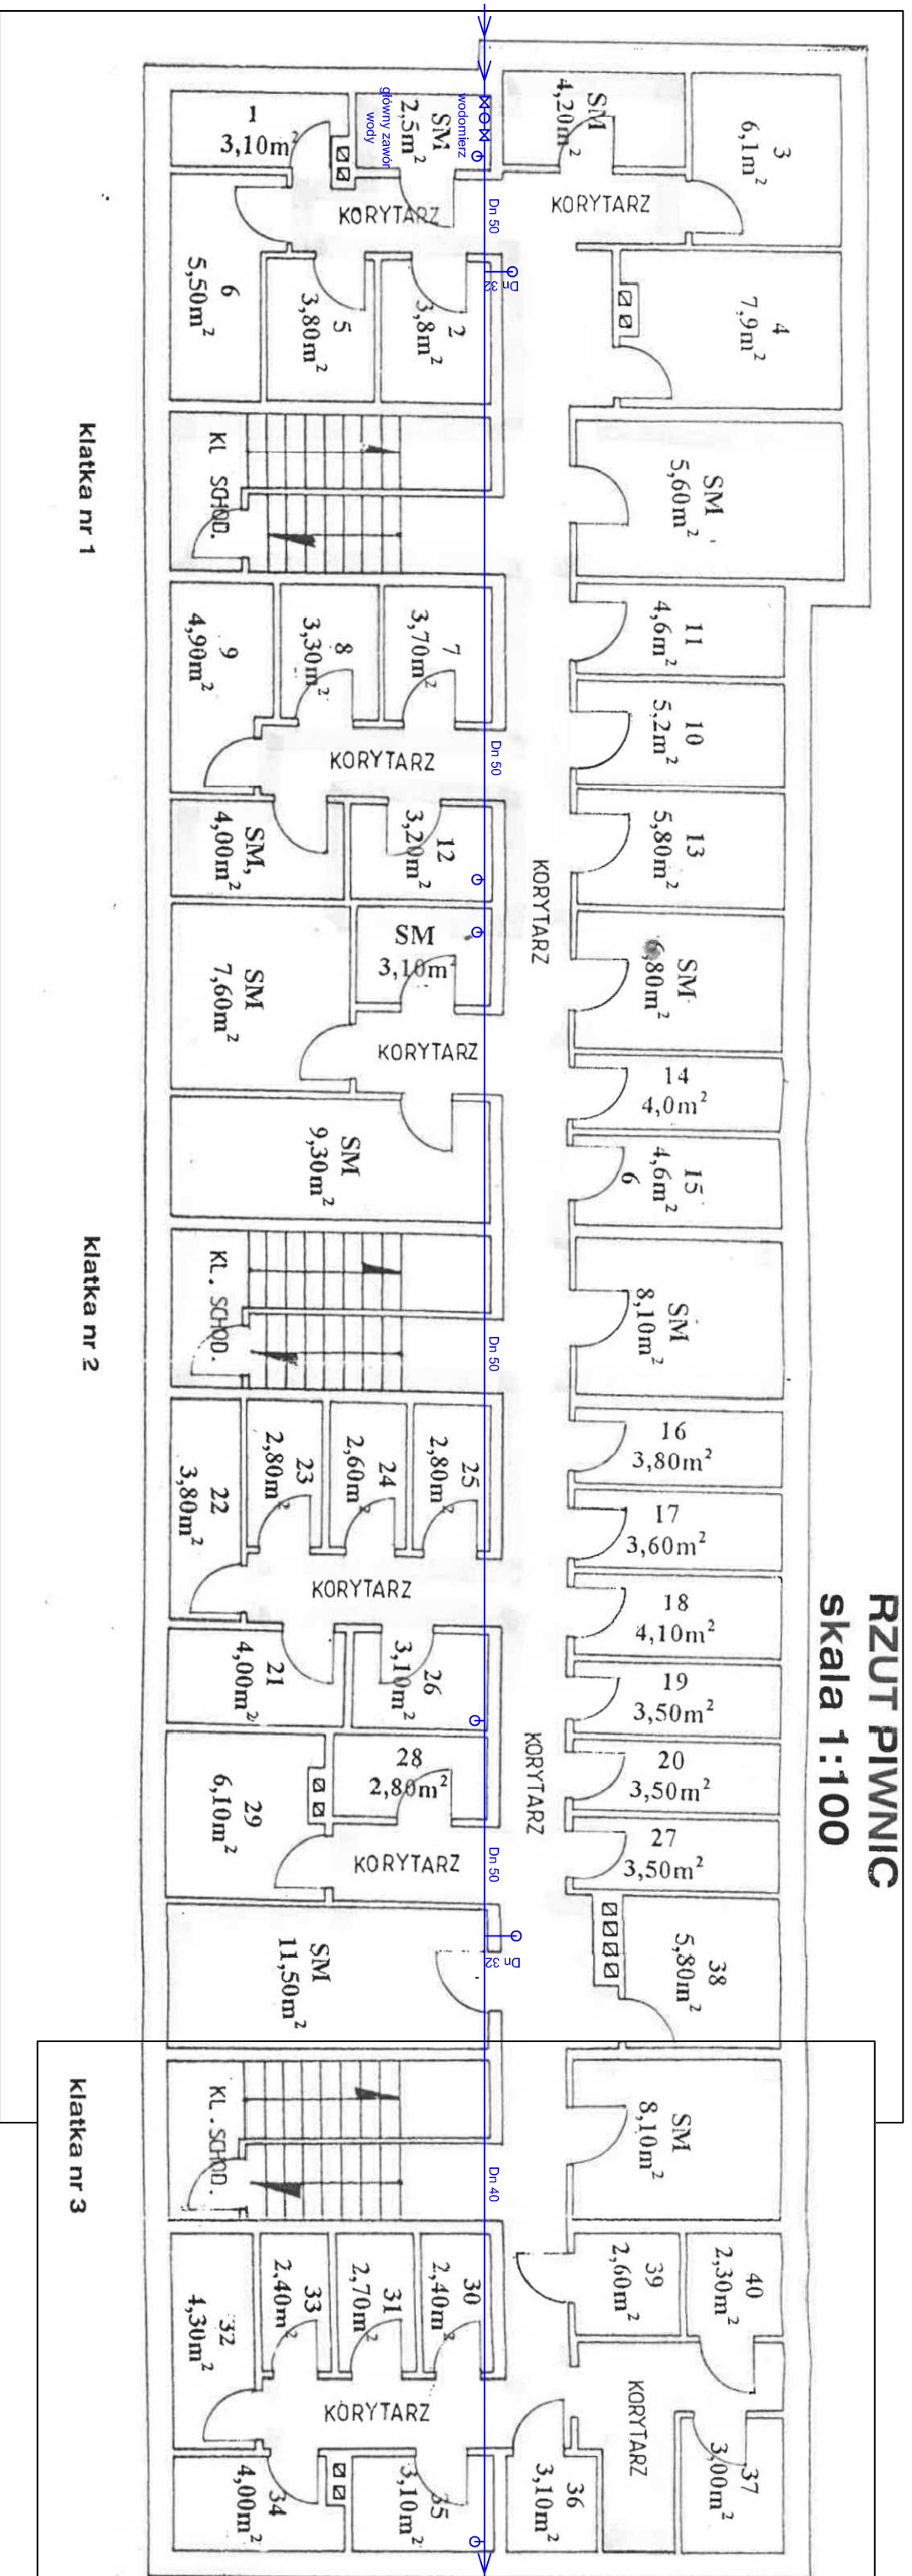 RZUT PIWNIC
skala 1:100
klatka nr 1
klatka nr 2
klatka nr 3
1
3,10m²
główny zawór
wody
SM
2,5m²
wodomierz
SM
4,20m²
3
6,1m²
KORYTARZ
Dn 50
KORYTARZ
Dn 32
6
5,50m²
5
3,80m²
2
3,8m²
4
7,9m²
KL SCHOD.
SM
5,60m²
9
4,90m²
8
3,30m²
7
3,70m²
11
4,6m²
10
5,2m²
KORYTARZ
Dn 50
SM,
4,00m²
12
3,20m²
13
5,80m²
KORYTARZ
SM
7,60m²
SM
3,10m²
SM
6,80m²
KORYTARZ
14
4,0m²
SM
9,30m²
15
4,6m²
6
KL. SCHOD.
Dn 50
SM
8,10m²
22
3,80m²
23
2,80m²
24
2,60m²
25
2,80m²
16
3,80m²
17
3,60m²
KORYTARZ
18
4,10m²
21
4,00m²
26
3,10m²
19
3,50m²
KORYTARZ
29
6,10m²
28
2,80m²
20
3,50m²
KORYTARZ
Dn 50
27
3,50m²
SM
11,50m²
Dn 32
38
5,80m²
KL. SCHOD.
Dn 40
SM
8,10m²
32
4,30m²
33
2,40m²
31
2,70m²
30
2,40m²
39
2,60m²
40
2,30m²
KORYTARZ
KORYTARZ
34
4,00m²
35
3,10m²
36
3,10m²
37
3,00m²